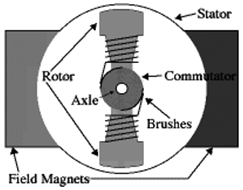 Stator
Rotor
Commutator
Axle
Brushes
Field Magnets